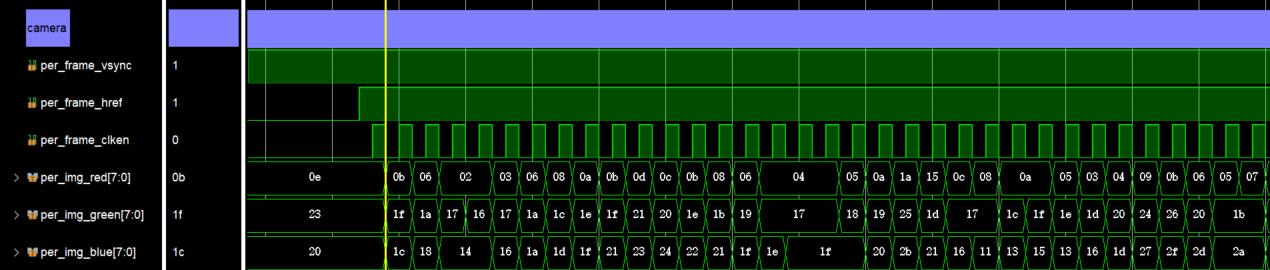 camera
per_frame_vsync 1
per_frame_href 1
per_frame_clken 0
per_img_red[7:0] 0b 0e 0b 06 02 03 06 08 0a 0b 0d 0c 0b 08 06 04 05 0a 1a 15 0c 08 0a 05 03 04 09 0b 06 05 07
per_img_green[7:0] 1f 23 1f 1a 17 16 17 1a 1c 1e 1f 21 20 1e 1b 19 17 18 19 25 1d 17 1c 1f 1e 1d 20 24 26 20 1b
per_img_blue[7:0] 1c 20 1c 18 14 16 1a 1d 1f 21 23 24 22 21 1f 1e 1f 20 2b 21 16 11 13 15 13 16 1d 27 2f 2d 2a